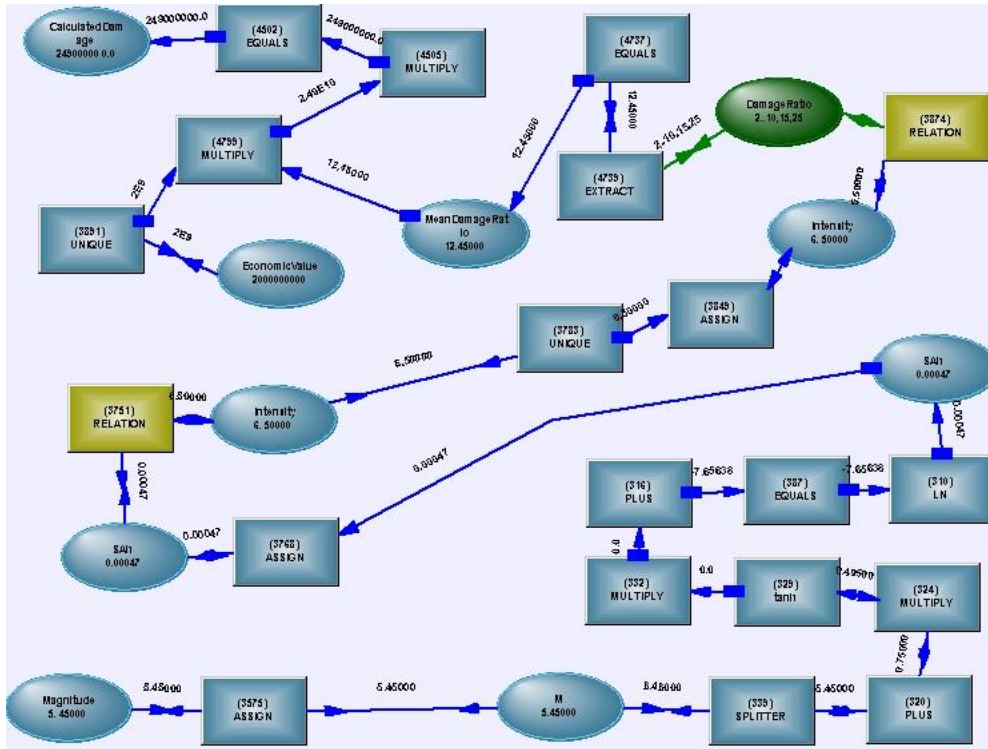 CalculatedDam
age
24900000.0
249000000.0
(4502)
EQUALS
249000000.0
(4505)
MULTIPLY
2.49E10
(4737)
EQUALS
12.45000
12.45000
DamageRatio
2..10,15,25
2..10,15,25
(3874)
RELATION
(4799)
MULTIPLY
12.45000
(4739)
EXTRACT
2E9
(3891)
UNIQUE
2E9
MeanDamageRat
io
12.45000
Intensity
6.50000
EconomicValue
2000000000
(3849)
ASSIGN
(3783)
UNIQUE
6.50000
6.50000
SAh
0.00047
(3751)
RELATION
6.50000
Intensity
6.50000
0.00047
0.00047
0.00047
(316)
PLUS
-7.65638
(387)
EQUALS
-7.65638
(310)
LN
SAh
0.00047
0.00047
(3768)
ASSIGN
0.0
(332)
MULTIPLY
0.0
(329)
tanh
0.49500
(324)
MULTIPLY
0.75000
Magnitude
5.45000
5.45000
(3575)
ASSIGN
5.45000
M
5.45000
5.45000
(339)
SPLITTER
5.45000
(320)
PLUS